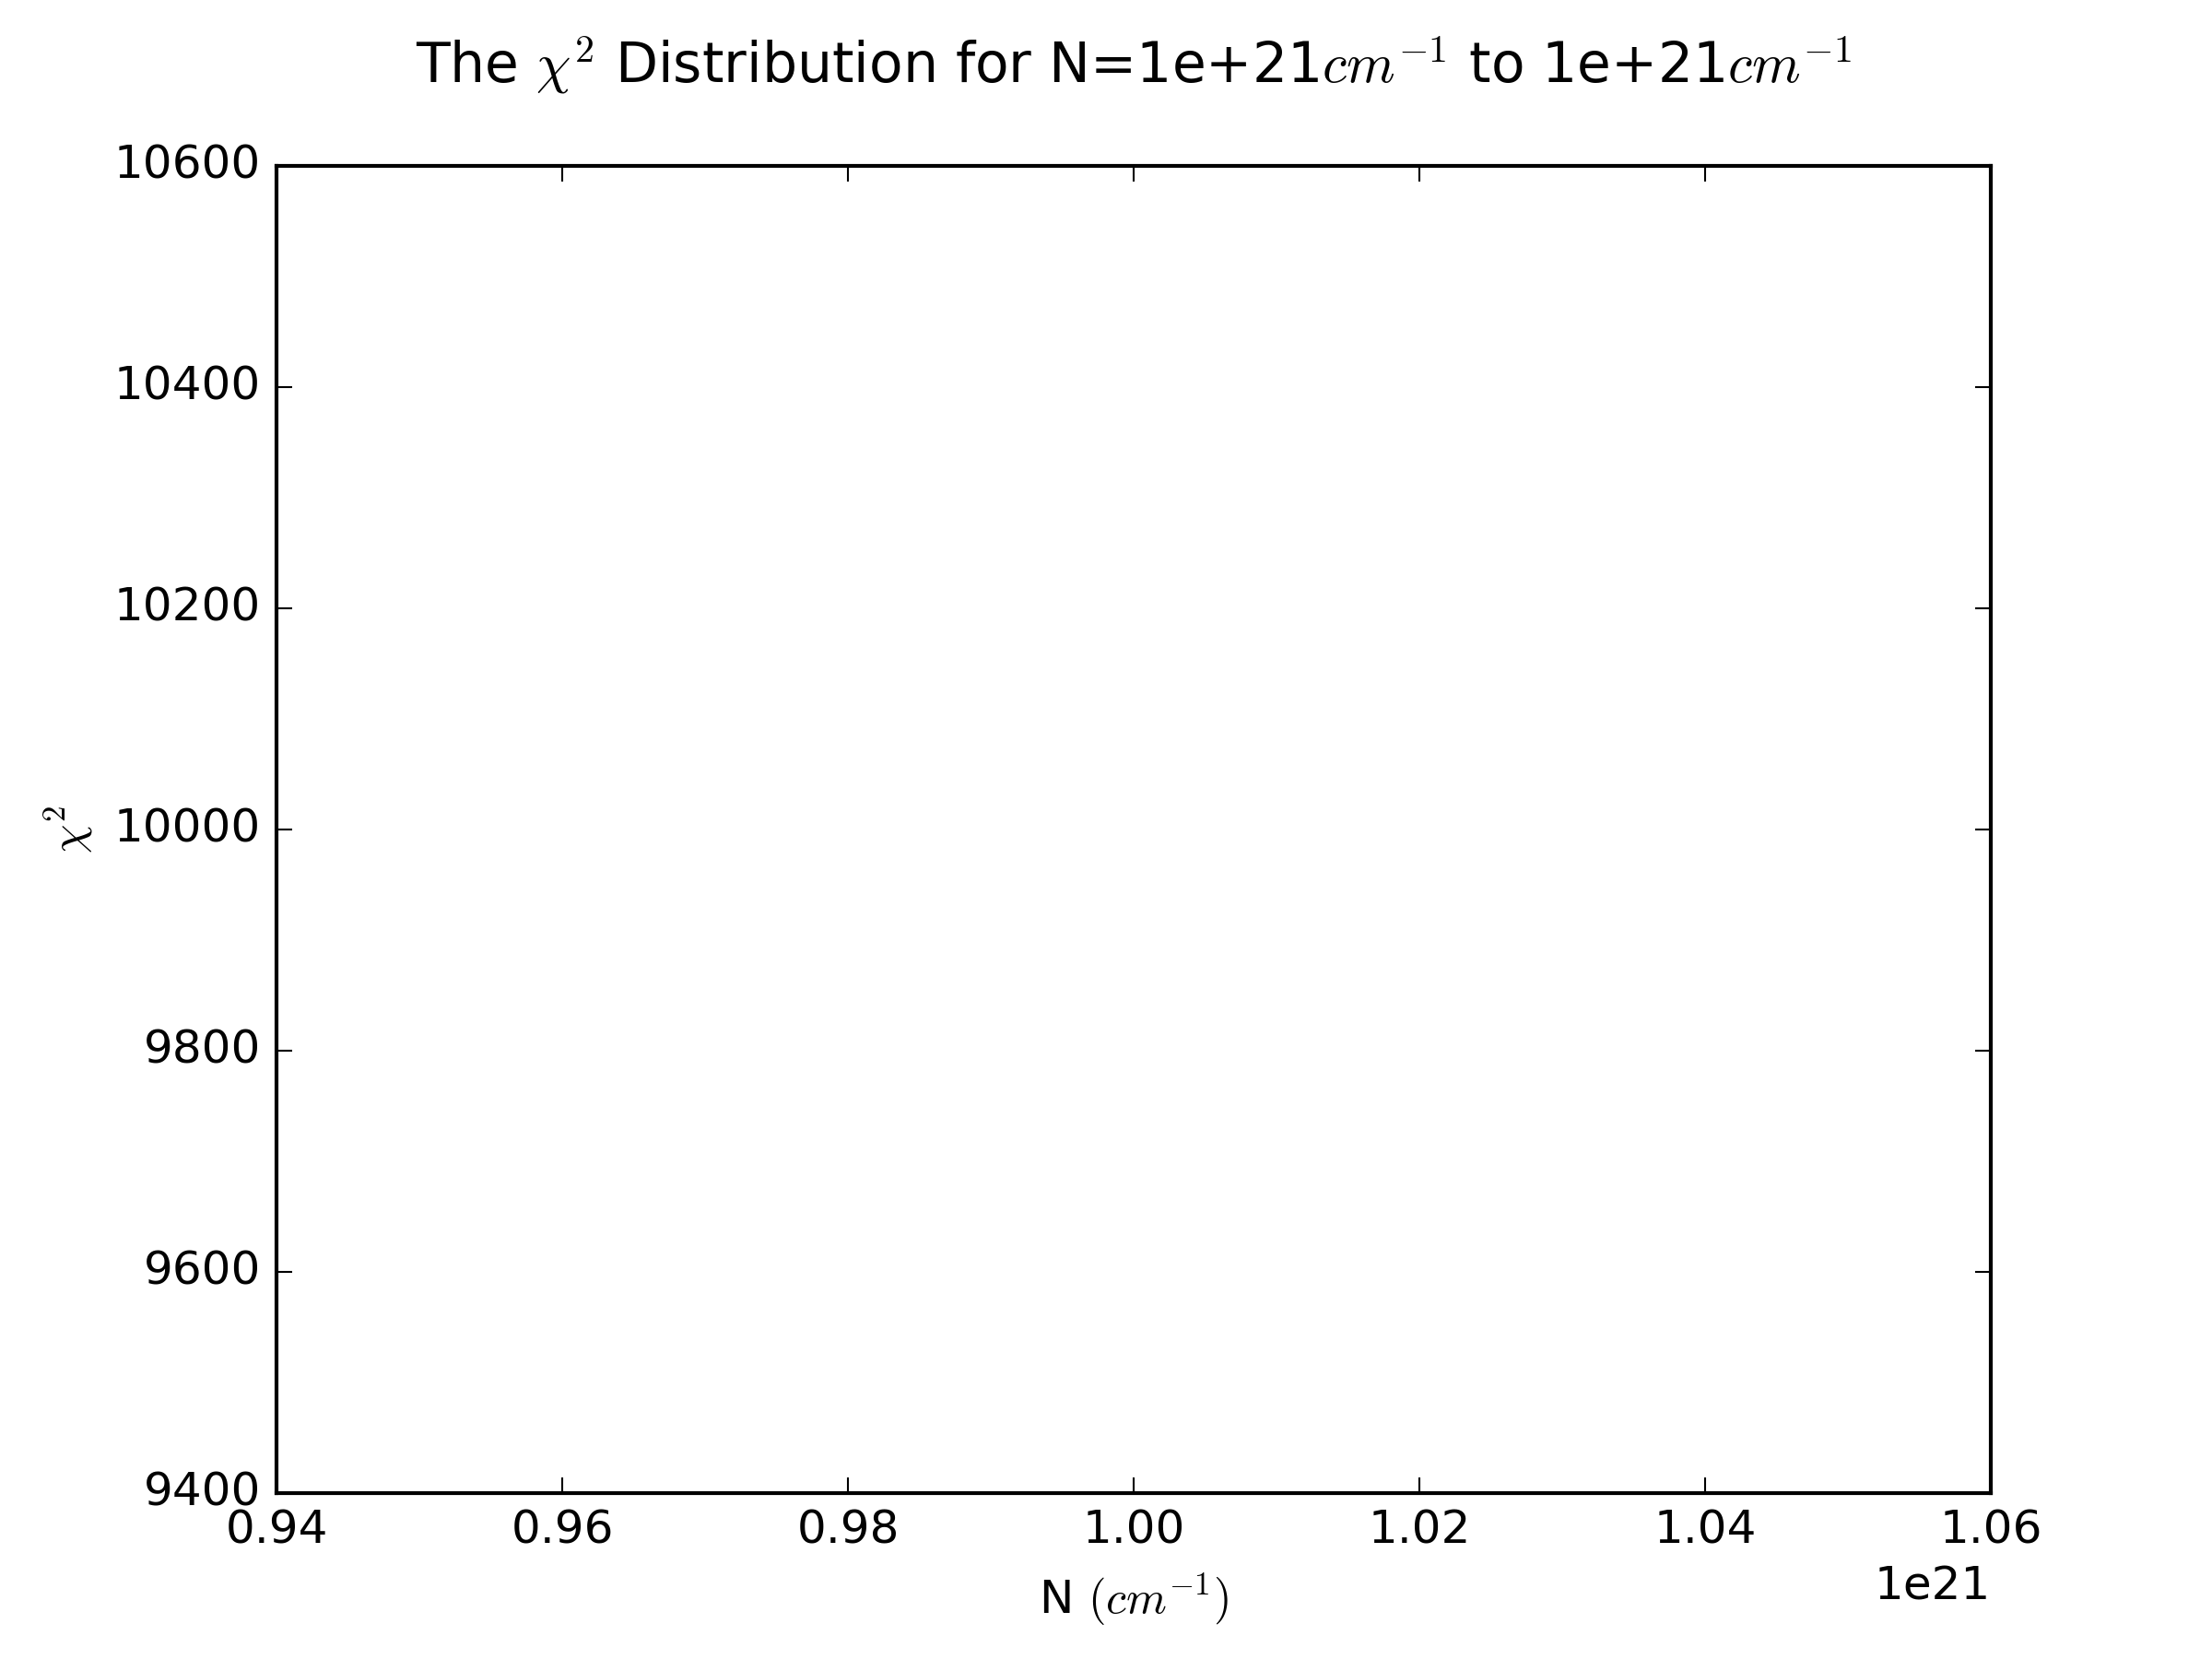 The χ² Distribution for N=1e+21cm⁻¹ to 1e+21cm⁻¹
10600
10400
10200
10000
9800
9600
9400
χ²
0.94 0.96 0.98 1.00 1.02 1.04 1.06
1e21
N (cm⁻¹)